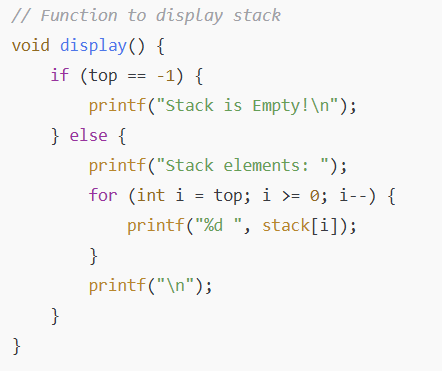 // Function to display stack
void display() {
    if (top == -1) {
        printf("Stack is Empty!\n");
    } else {
        printf("Stack elements: ");
        for (int i = top; i >= 0; i--) {
            printf("%d ", stack[i]);
        }
        printf("\n");
    }
}